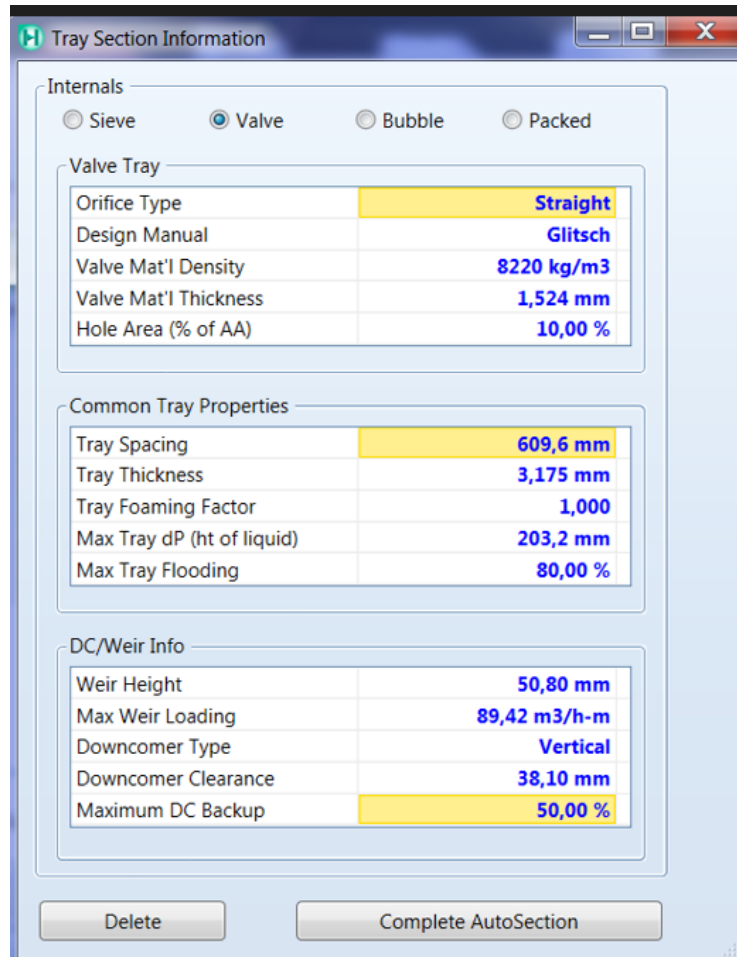 Tray Section Information
Internals
Sieve Valve Bubble Packed
Valve Tray
Orifice Type Straight
Design Manual Glitsch
Valve Mat'l Density 8220 kg/m3
Valve Mat'l Thickness 1,524 mm
Hole Area (% of AA) 10,00 %
Common Tray Properties
Tray Spacing 609,6 mm
Tray Thickness 3,175 mm
Tray Foaming Factor 1,000
Max Tray dP (ht of liquid) 203,2 mm
Max Tray Flooding 80,00 %
DC/Weir Info
Weir Height 50,80 mm
Max Weir Loading 89,42 m3/h-m
Downcomer Type Vertical
Downcomer Clearance 38,10 mm
Maximum DC Backup 50,00 %
Delete Complete AutoSection